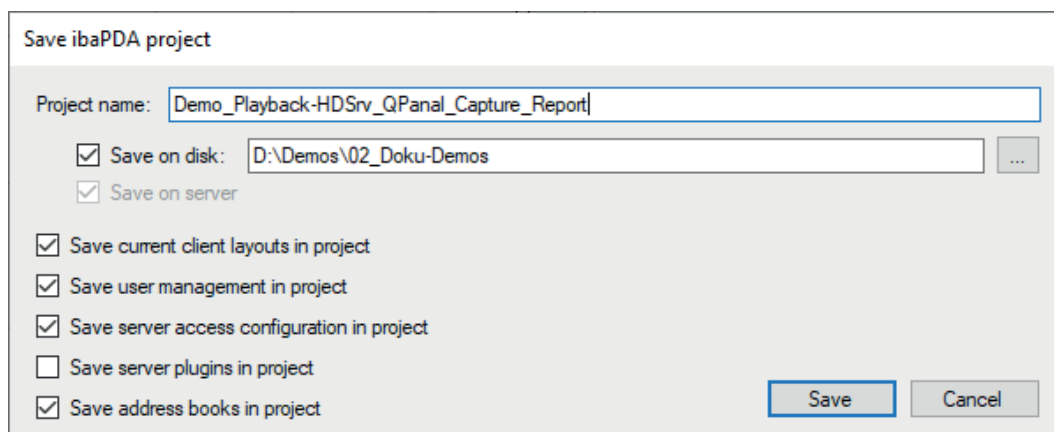 Save ibaPDA project
Project name: Demo_Playback-HDSrv_QPanal_Capture_Report
Save on disk: D:\Demos\02_Doku-Demos ...
Save on server
Save current client layouts in project
Save user management in project
Save server access configuration in project
Save server plugins in project
Save address books in project
Save Cancel